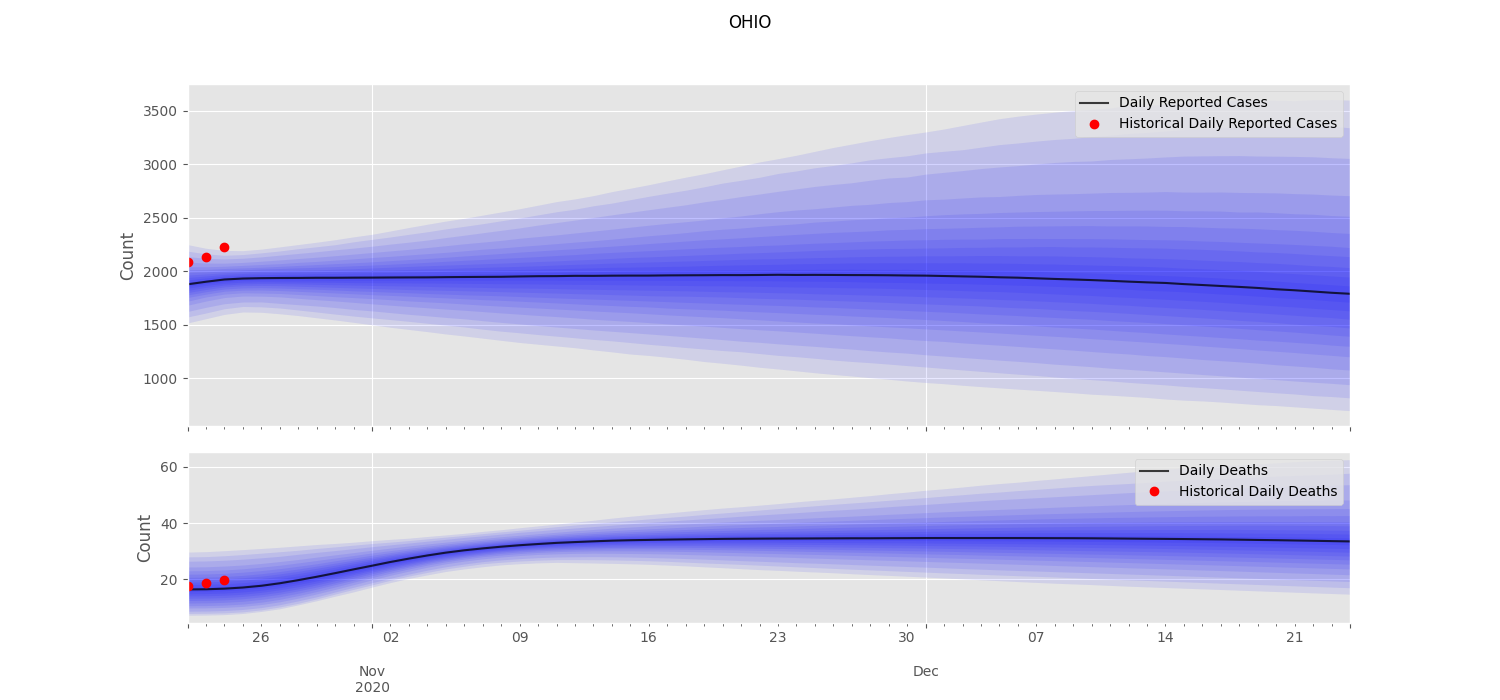 OHIO
3500
3000
2500
2000
1500
1000
Count
Daily Reported Cases
Historical Daily Reported Cases
60
40
20
Count
Daily Deaths
Historical Daily Deaths
26 02 09 16 23 30 07 14 21
Nov Dec
2020